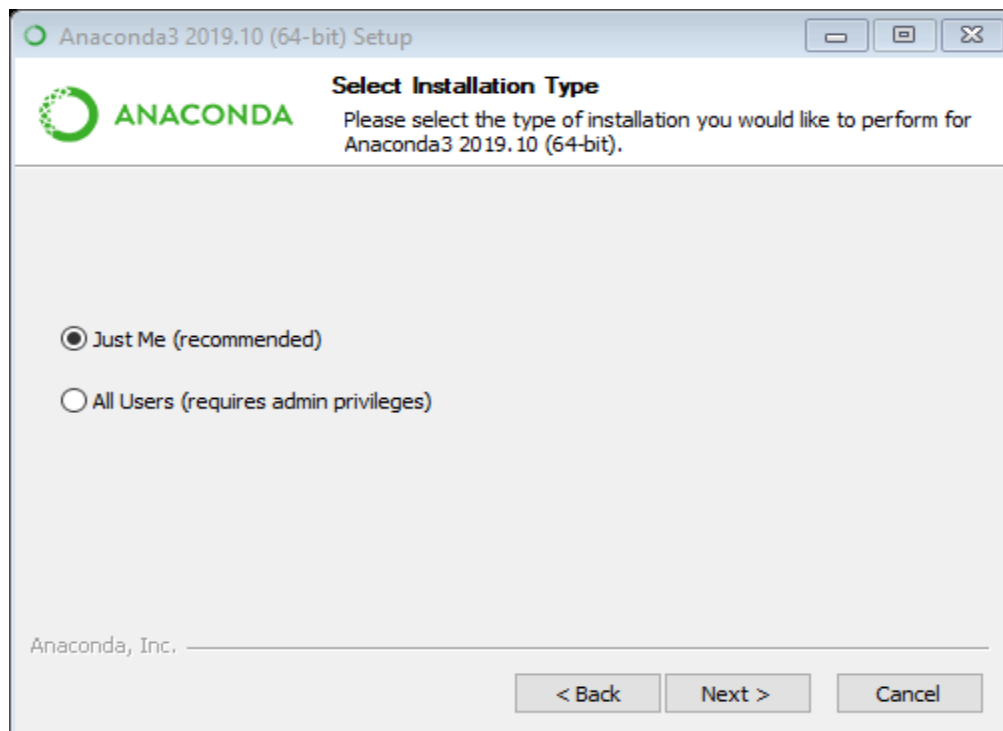 Anaconda3 2019.10 (64-bit) Setup
ANACONDA
Select Installation Type
Please select the type of installation you would like to perform for
Anaconda3 2019.10 (64-bit).
Just Me (recommended)
All Users (requires admin privileges)
Anaconda, Inc.
< Back
Next >
Cancel